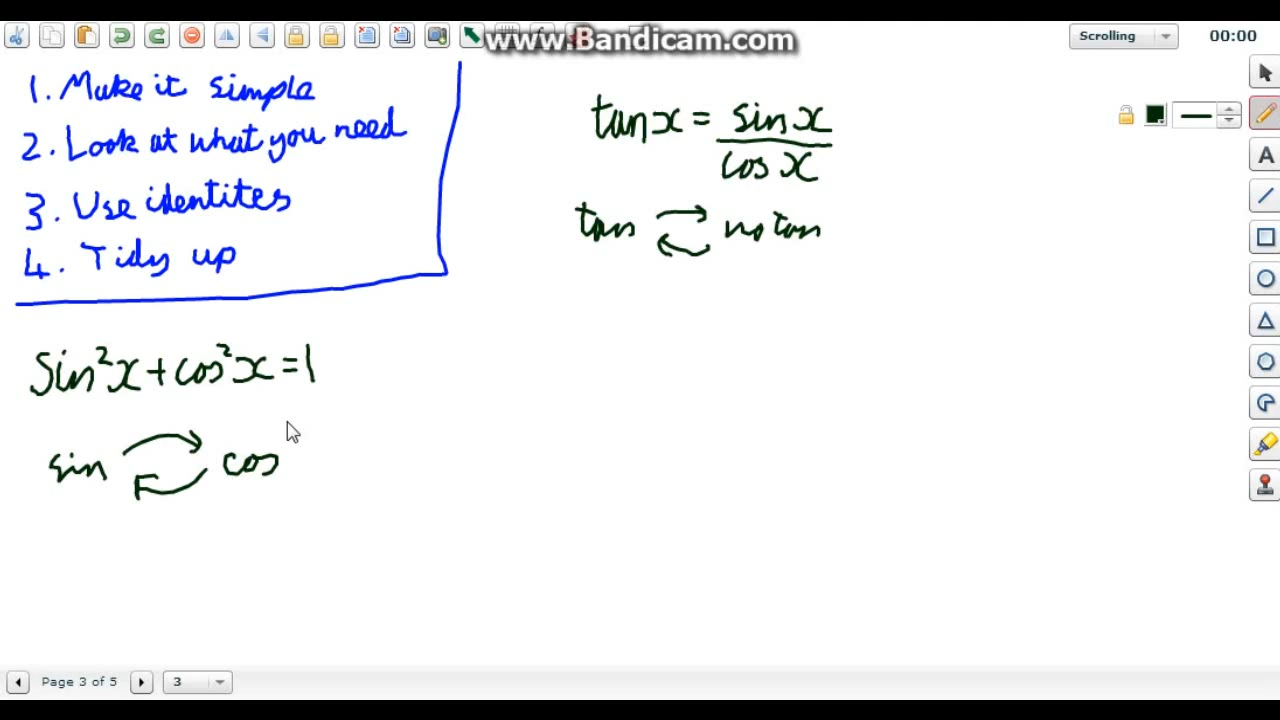 www.Bandicam.com
Scrolling
00:00
1. Make it simple
2. Look at what you need
3. Use identites
4. Tidy up
tan x = sin x / cos x
tan ⇄ no tan
A
sin²x + cos²x = 1
sin ⇄ cos
Page 3 of 5
3